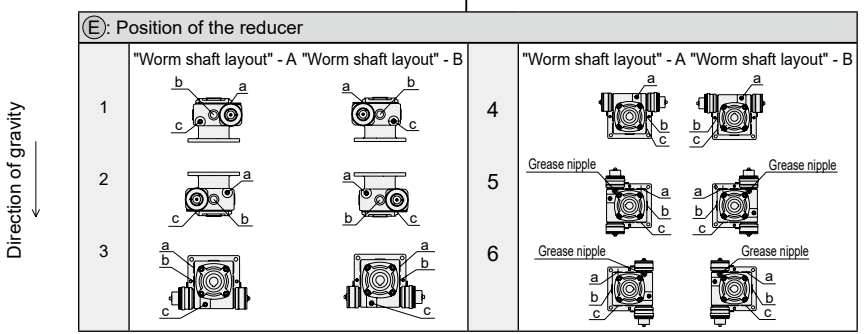 Ⓔ: Position of the reducer
Direction of gravity
"Worm shaft layout" - A "Worm shaft layout" - B
1
b
a
c
a
b
c
2
a
c
b
a
b
c
3
a
b
c
a
b
c
"Worm shaft layout" - A "Worm shaft layout" - B
4
a
b
c
a
b
c
5
Grease nipple
a
b
c
Grease nipple
a
b
c
6
Grease nipple
a
b
c
Grease nipple
a
b
c